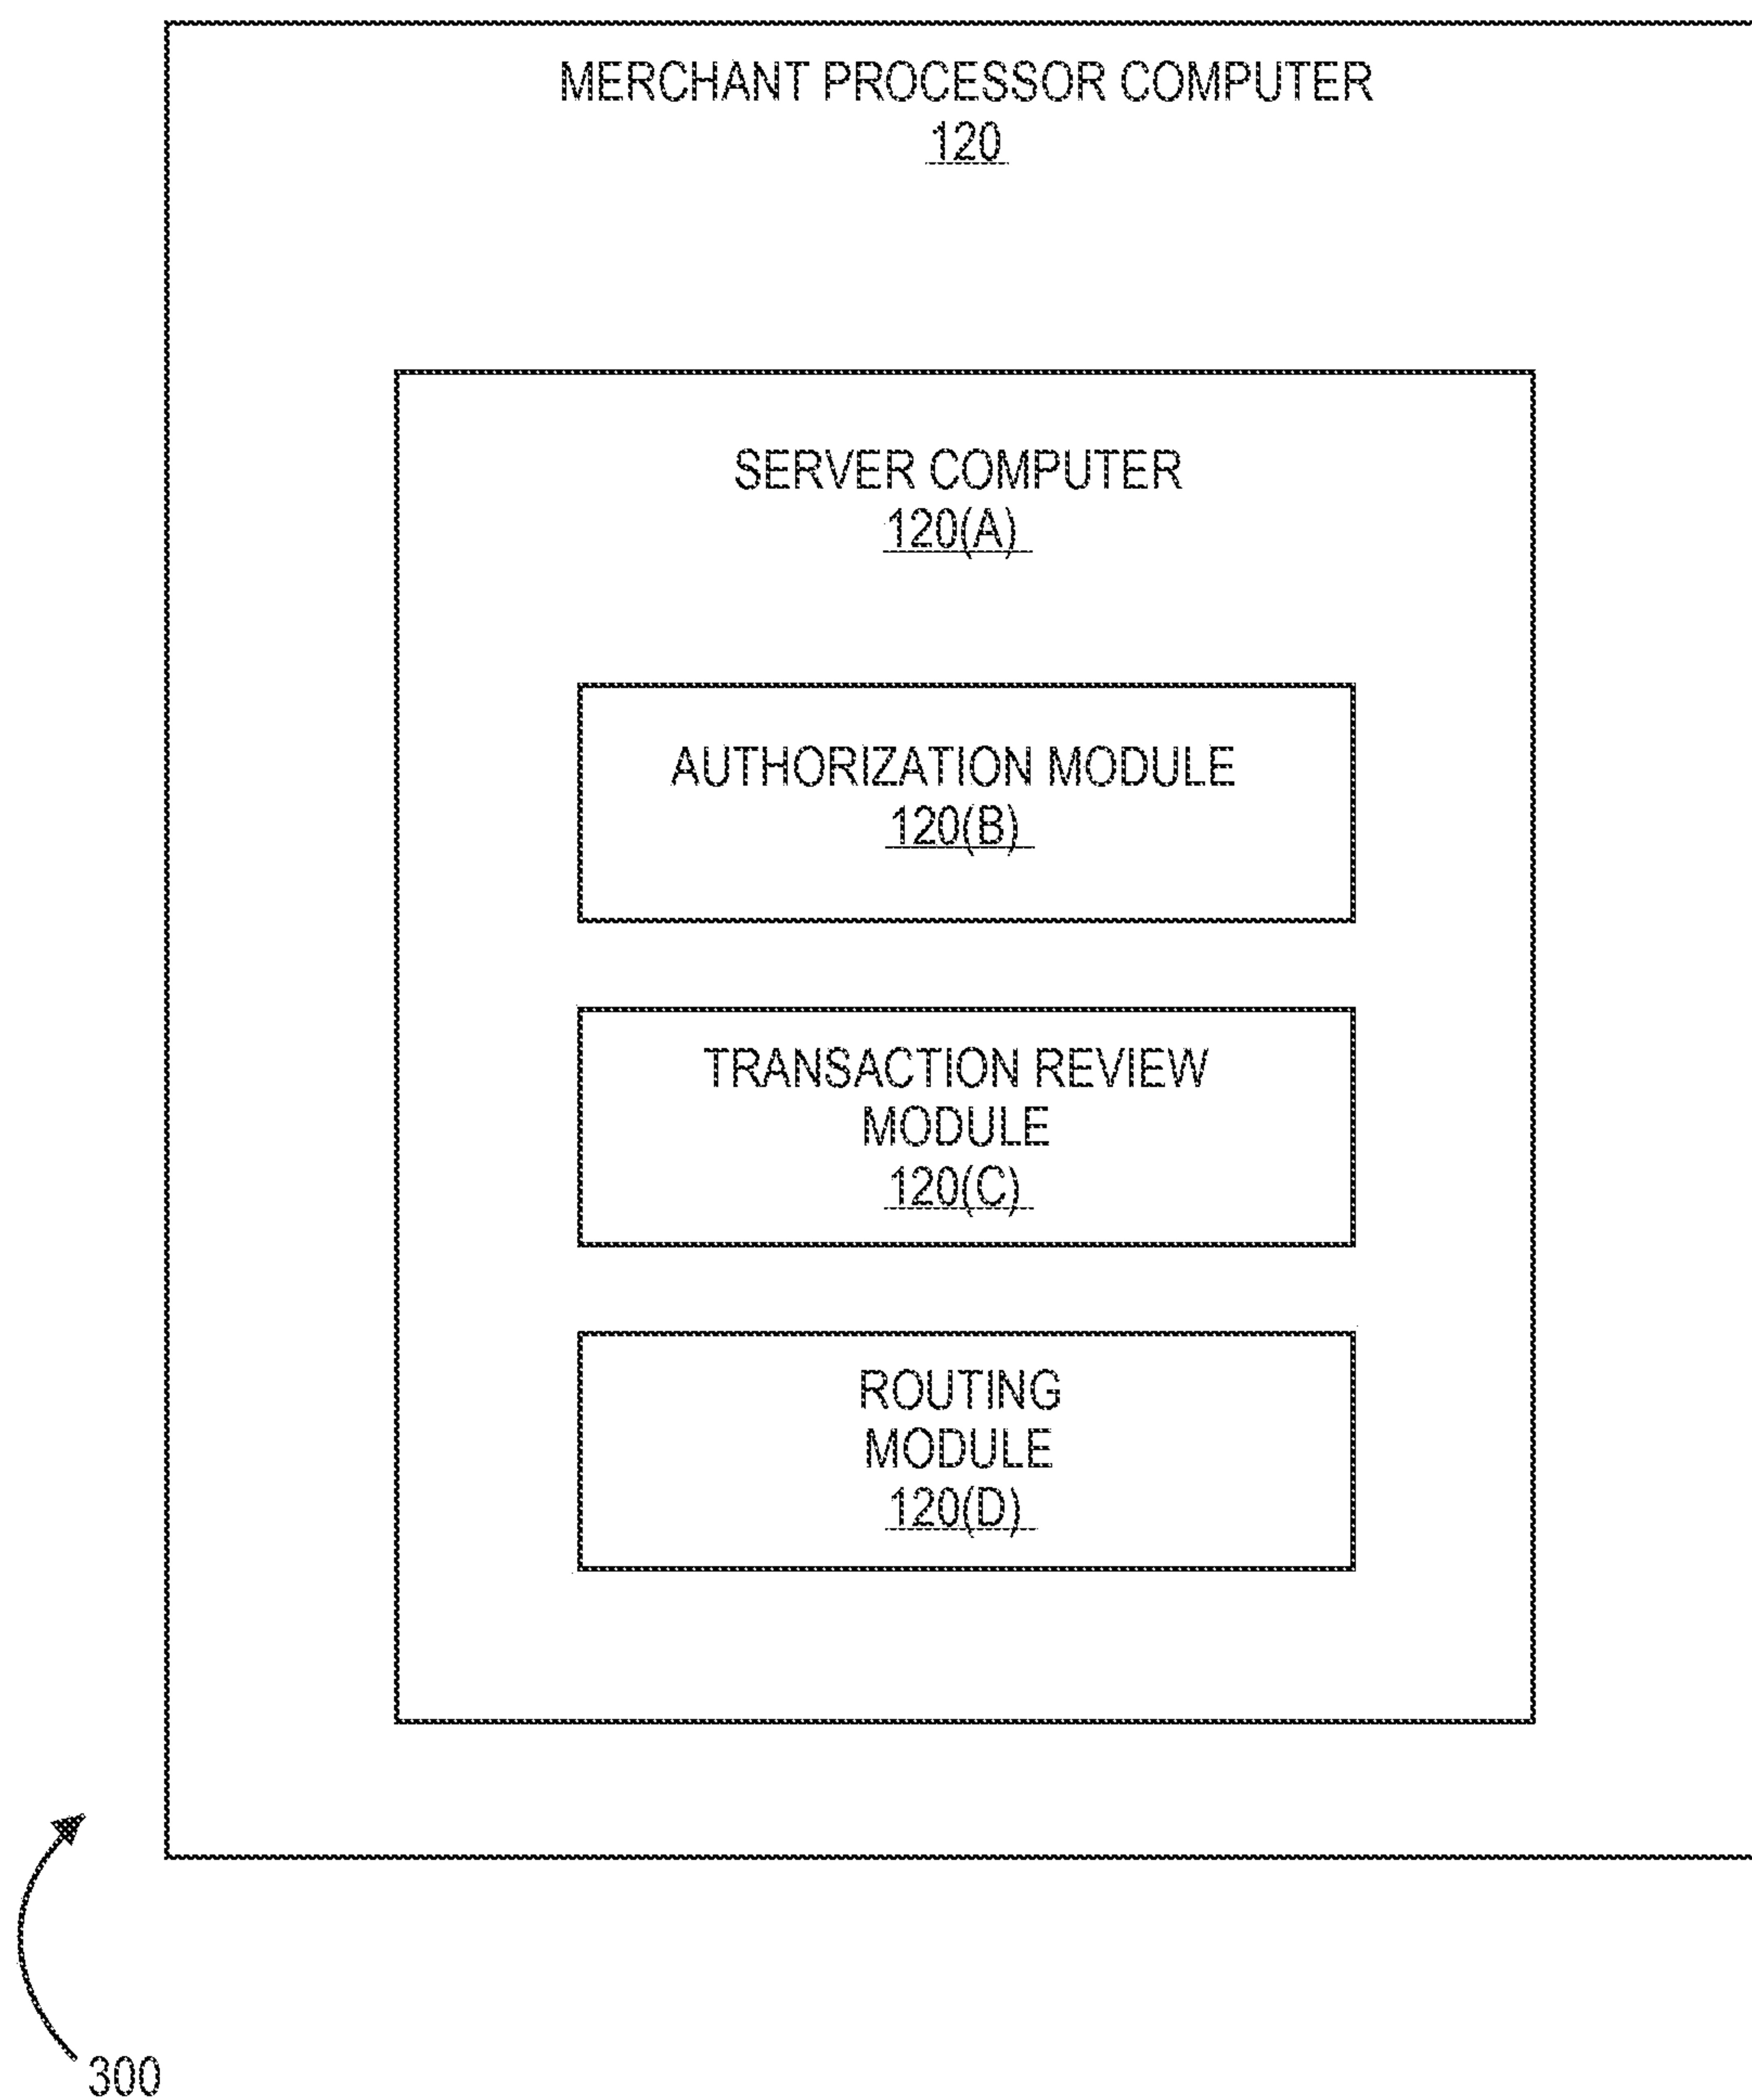 MERCHANT PROCESSOR COMPUTER
120
SERVER COMPUTER
120(A)
AUTHORIZATION MODULE
120(B)
TRANSACTION REVIEW
MODULE
120(C)
ROUTING
MODULE
120(D)
300